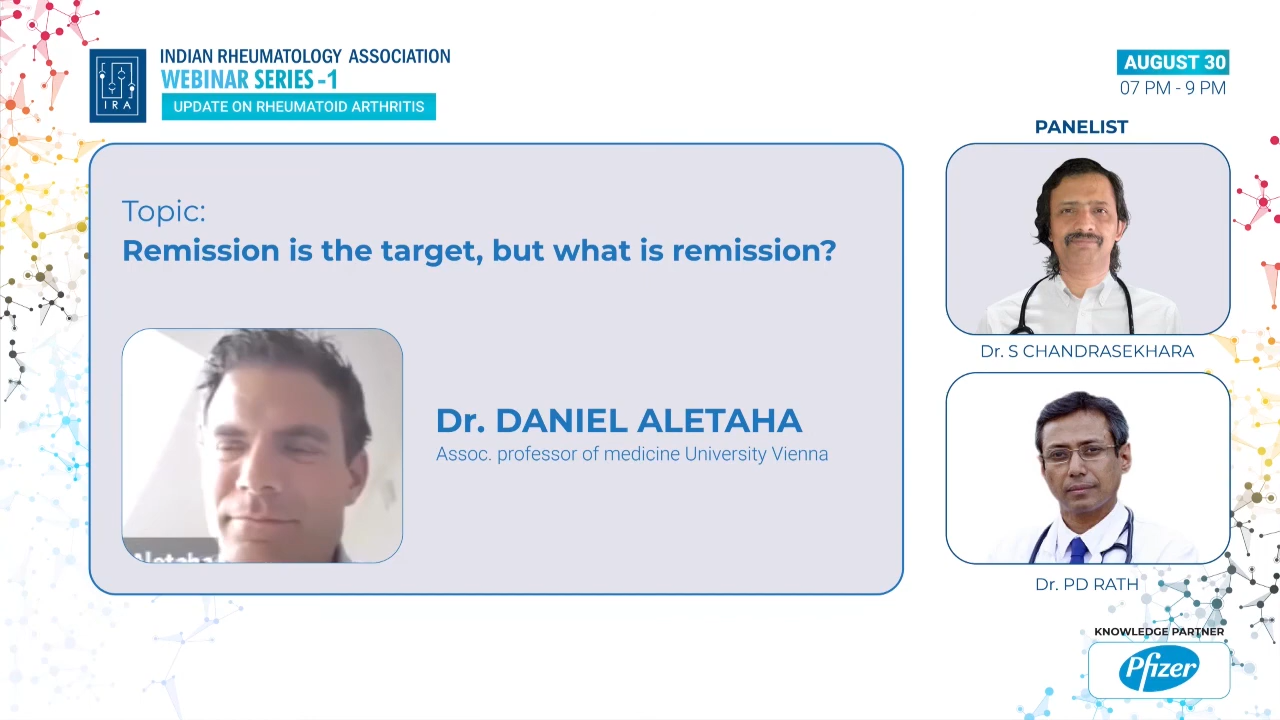 INDIAN RHEUMATOLOGY ASSOCIATION
WEBINAR SERIES -1
UPDATE ON RHEUMATOID ARTHRITIS
IRA
AUGUST 30
07 PM - 9 PM
PANELIST
Topic:
Remission is the target, but what is remission?
Dr. DANIEL ALETAHA
Assoc. professor of medicine University Vienna
Aletaha
Dr. S CHANDRASEKHARA
Dr. PD RATH
KNOWLEDGE PARTNER
Pfizer